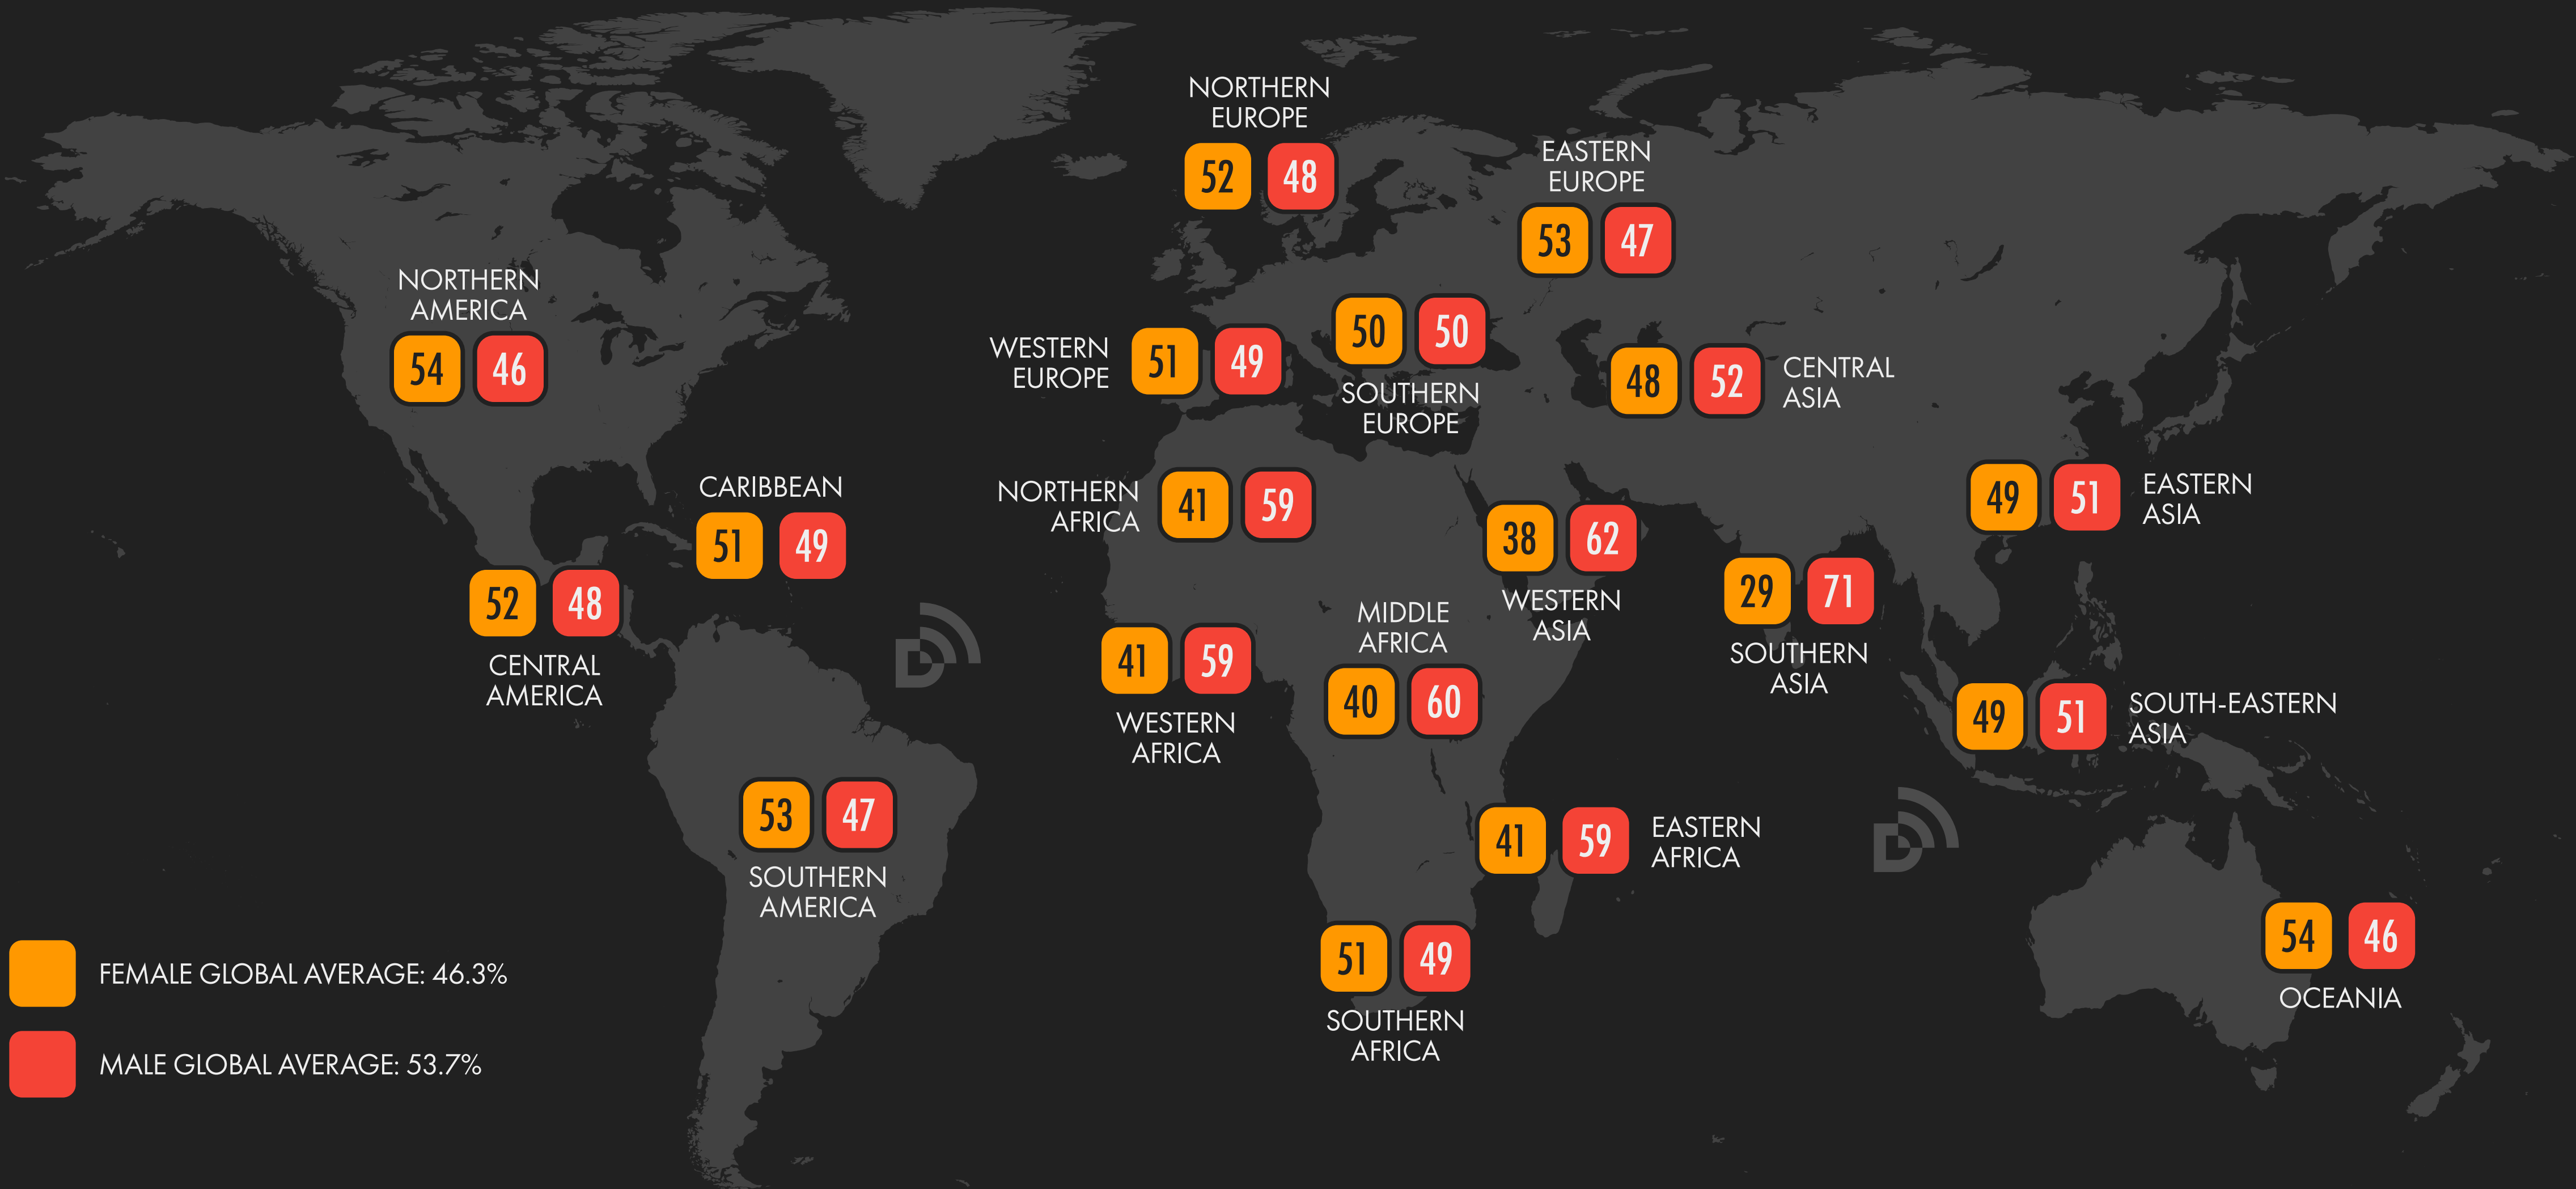 NORTHERN
EUROPE
52 48
EASTERN
EUROPE
53 47
NORTHERN
AMERICA
54 46
WESTERN
EUROPE
51 49
50 50
SOUTHERN
EUROPE
48 52
CENTRAL
ASIA
CARIBBEAN
51 49
NORTHERN
AFRICA
41 59
38 62
WESTERN
ASIA
49 51
EASTERN
ASIA
52 48
CENTRAL
AMERICA
29 71
SOUTHERN
ASIA
41 59
WESTERN
AFRICA
MIDDLE
AFRICA
40 60
49 51
SOUTH-EASTERN
ASIA
53 47
SOUTHERN
AMERICA
41 59
EASTERN
AFRICA
51 49
SOUTHERN
AFRICA
54 46
OCEANIA
FEMALE GLOBAL AVERAGE: 46.3%
MALE GLOBAL AVERAGE: 53.7%